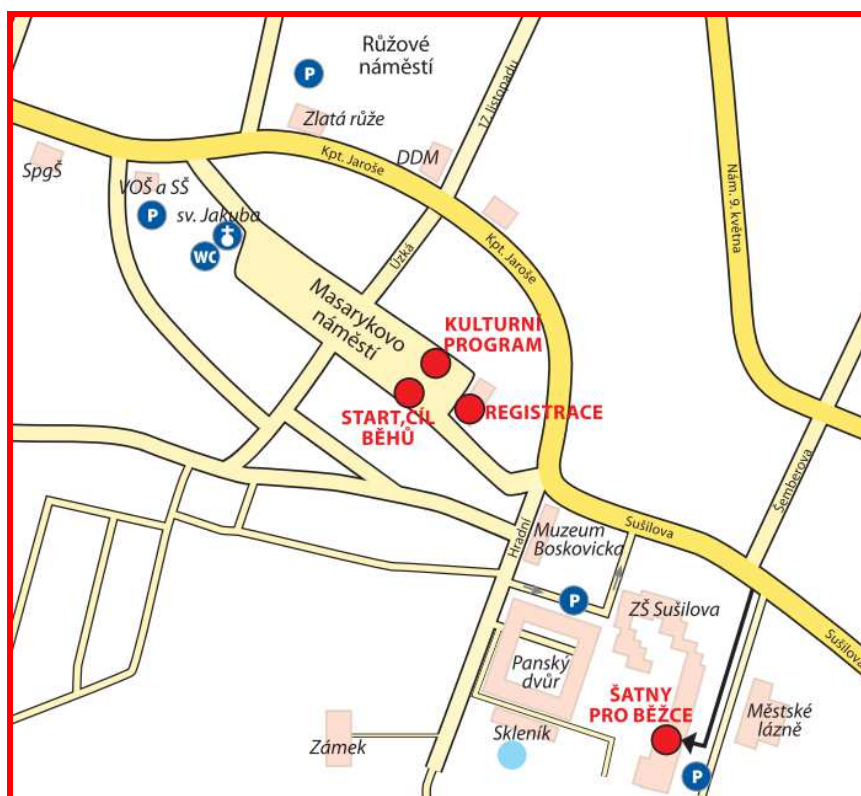 Růžové
náměstí
P
Zlatá růže
17. listopadu
SpgŠ
Kpt. Jaroše
DDM
VOŠ a SŠ
P
sv. Jakuba
WC
Úzká
Kpt. Jaroše
Nám. 9. května
Masarykovo
náměstí
KULTURNÍ
PROGRAM
START,CÍL
BĚHŮ
REGISTRACE
Šemberova
Hradní
Muzeum
Boskovicka
Sušilova
P
ZŠ Sušilova
Sušilova
Panský
dvůr
ŠATNY
PRO BĚŽCE
Městské
lázně
Zámek
Skleník
P